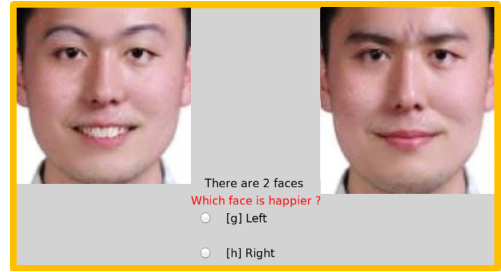 There are 2 faces
Which face is happier ?
[g] Left
[h] Right